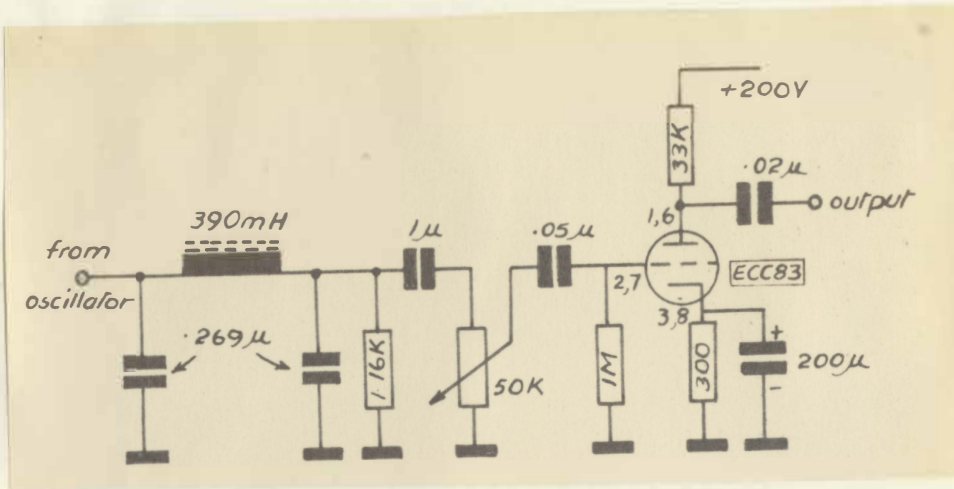 +200V
33K
.02µ
output
390mH
1µ
.05µ
1,6
from
oscillator
2,7
ECC83
3,8
.269µ
1.16K
50K
1M
300
+
200µ
-